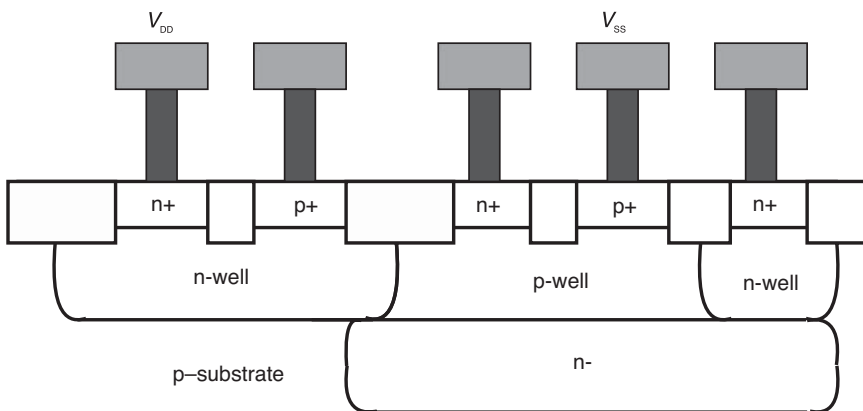 VDD
VSS
n+
p+
n+
p+
n+
n-well
p-well
n-well
p–substrate
n-